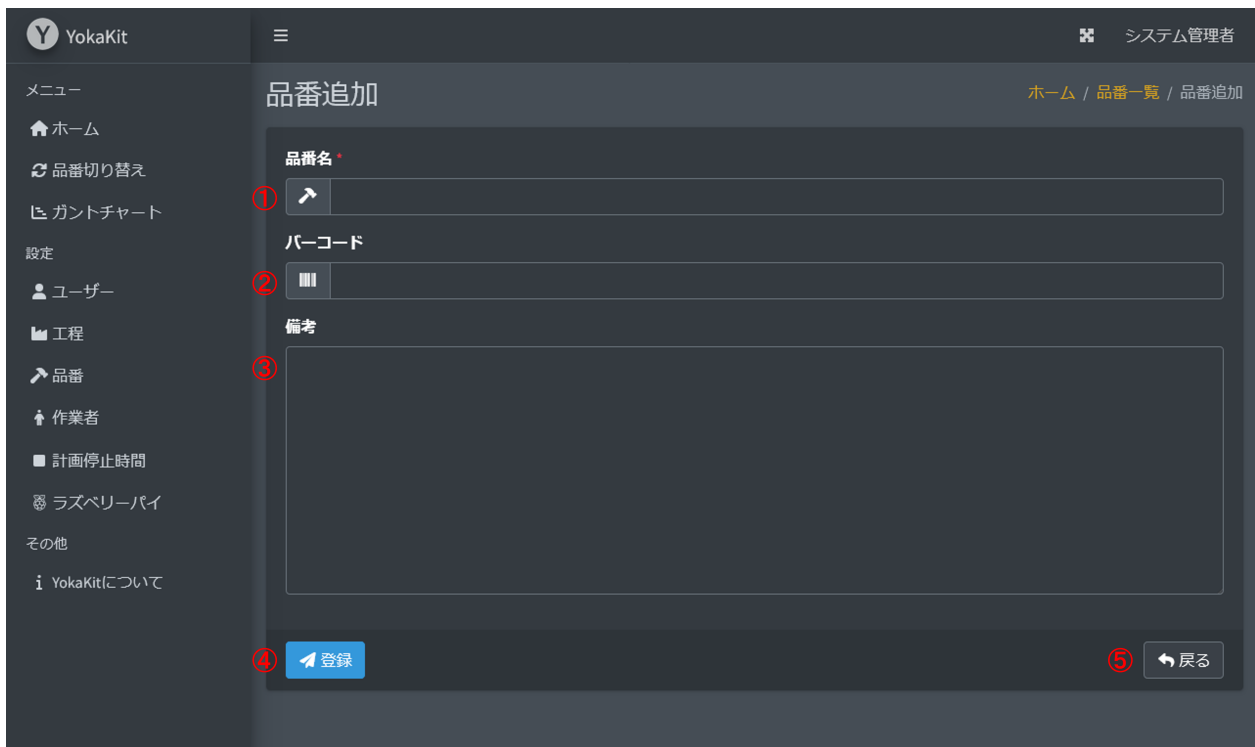 Y YokaKit
システム管理者
メニュー
ホーム
品番切り替え
ガントチャート
設定
ユーザー
工程
品番
作業者
計画停止時間
ラズベリーパイ
その他
i YokaKitについて
品番追加
ホーム / 品番一覧 / 品番追加
品番名 *
①
バーコード
②
備考
③
④ 登録
⑤ 戻る